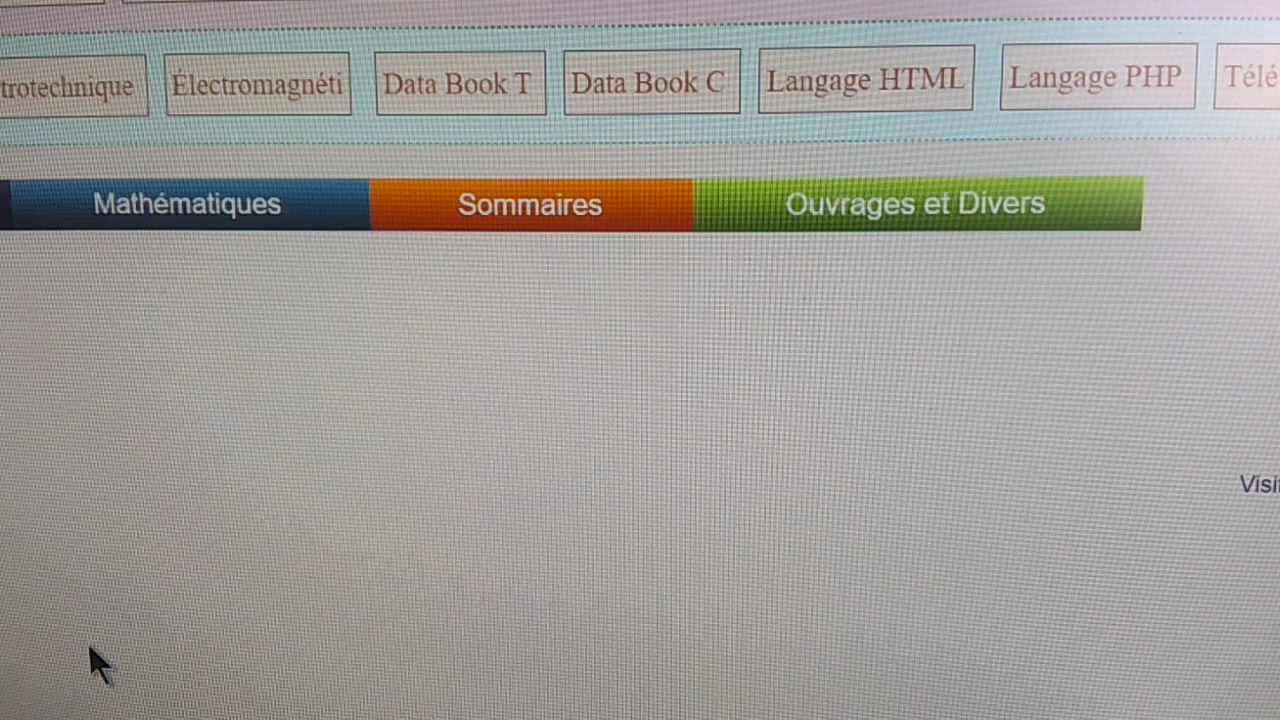 trotechnique Électromagnéti Data Book T Data Book C Langage HTML Langage PHP Télé
Mathématiques Sommaires Ouvrages et Divers
Visi